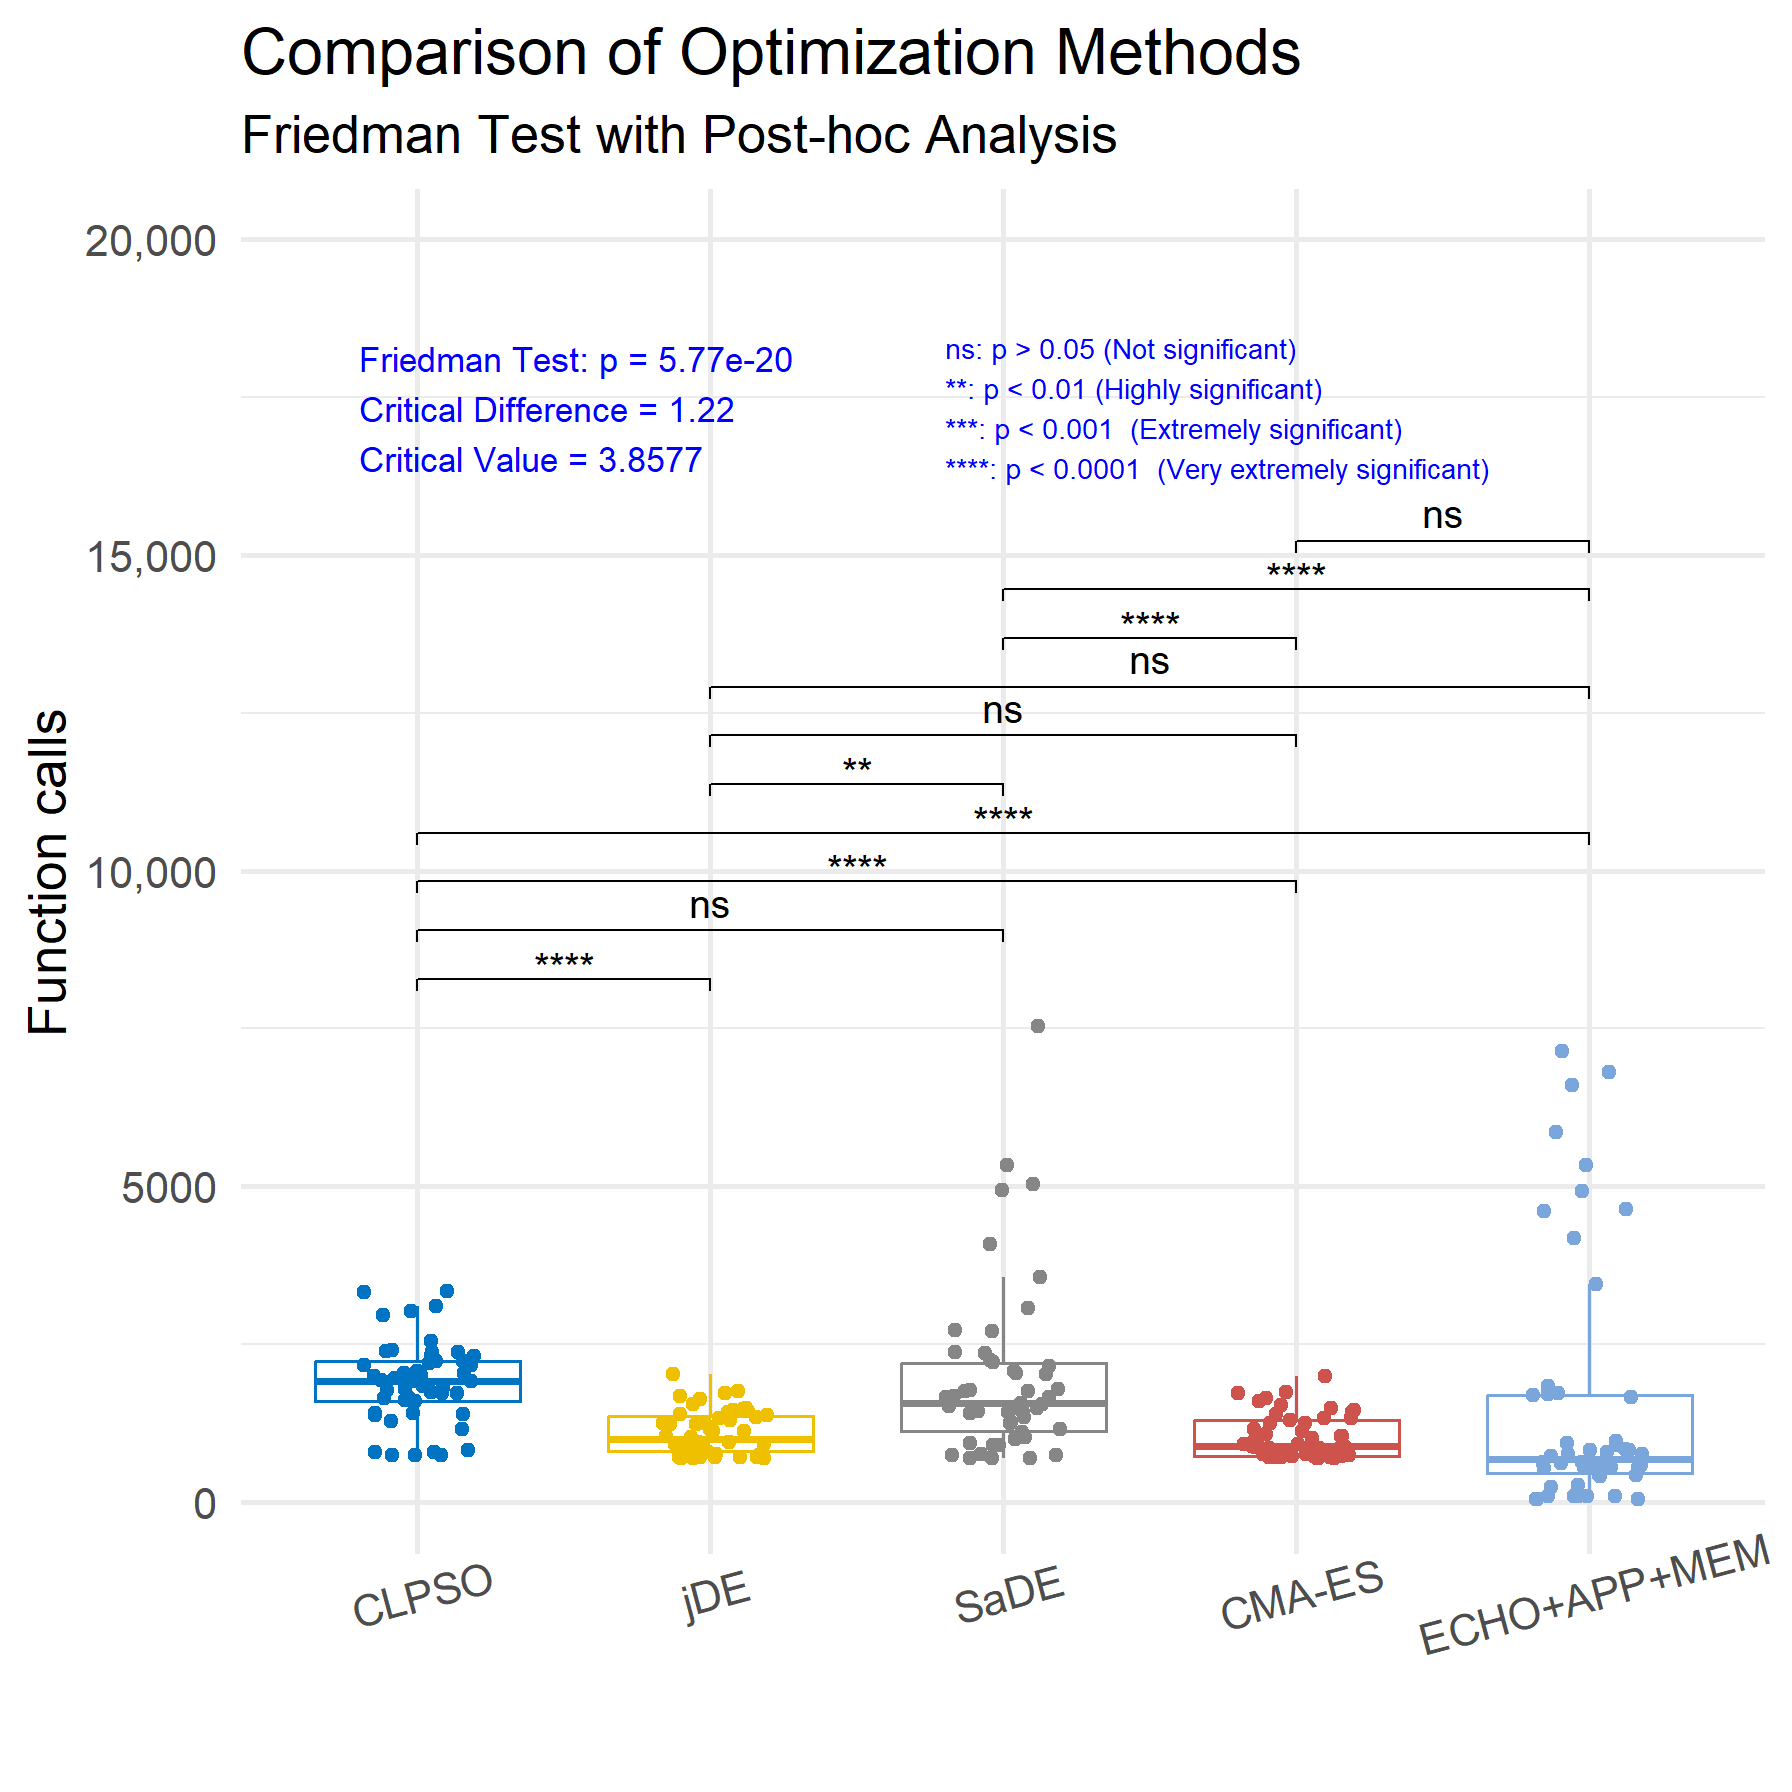 Comparison of Optimization Methods
Friedman Test with Post-hoc Analysis
20,000
15,000
10,000
5000
0
Function calls
Friedman Test: p = 5.77e-20
Critical Difference = 1.22
Critical Value = 3.8577
ns: p > 0.05 (Not significant)
**: p < 0.01 (Highly significant)
***: p < 0.001  (Extremely significant)
****: p < 0.0001  (Very extremely significant)
ns
****
****
ns
ns
**
****
****
ns
****
CLPSO
jDE
SaDE
CMA-ES
ECHO+APP+MEM